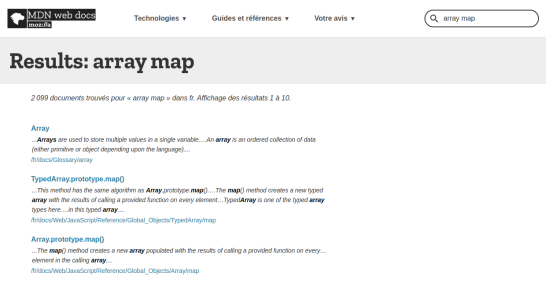 MDN web docs
moz://a
Technologies ▼ Guides et références ▼ Votre avis ▼ array map
Results: array map
2 099 documents trouvés pour « array map » dans fr. Affichage des résultats 1 à 10.
Array
...Arrays are used to store multiple values in a single variable....An array is an ordered collection of data
(either primitive or object depending upon the language)....
/fr/docs/Glossary/array
TypedArray.prototype.map()
...This method has the same algorithm as Array.prototype.map()....The map() method creates a new typed
array with the results of calling a provided function on every element...TypedArray is one of the typed array
types here....in this typed array....
/fr/docs/Web/JavaScript/Reference/Global_Objects/TypedArray/map
Array.prototype.map()
...The map() method creates a new array populated with the results of calling a provided function on every...
element in the calling array....
/fr/docs/Web/JavaScript/Reference/Global_Objects/Array/map